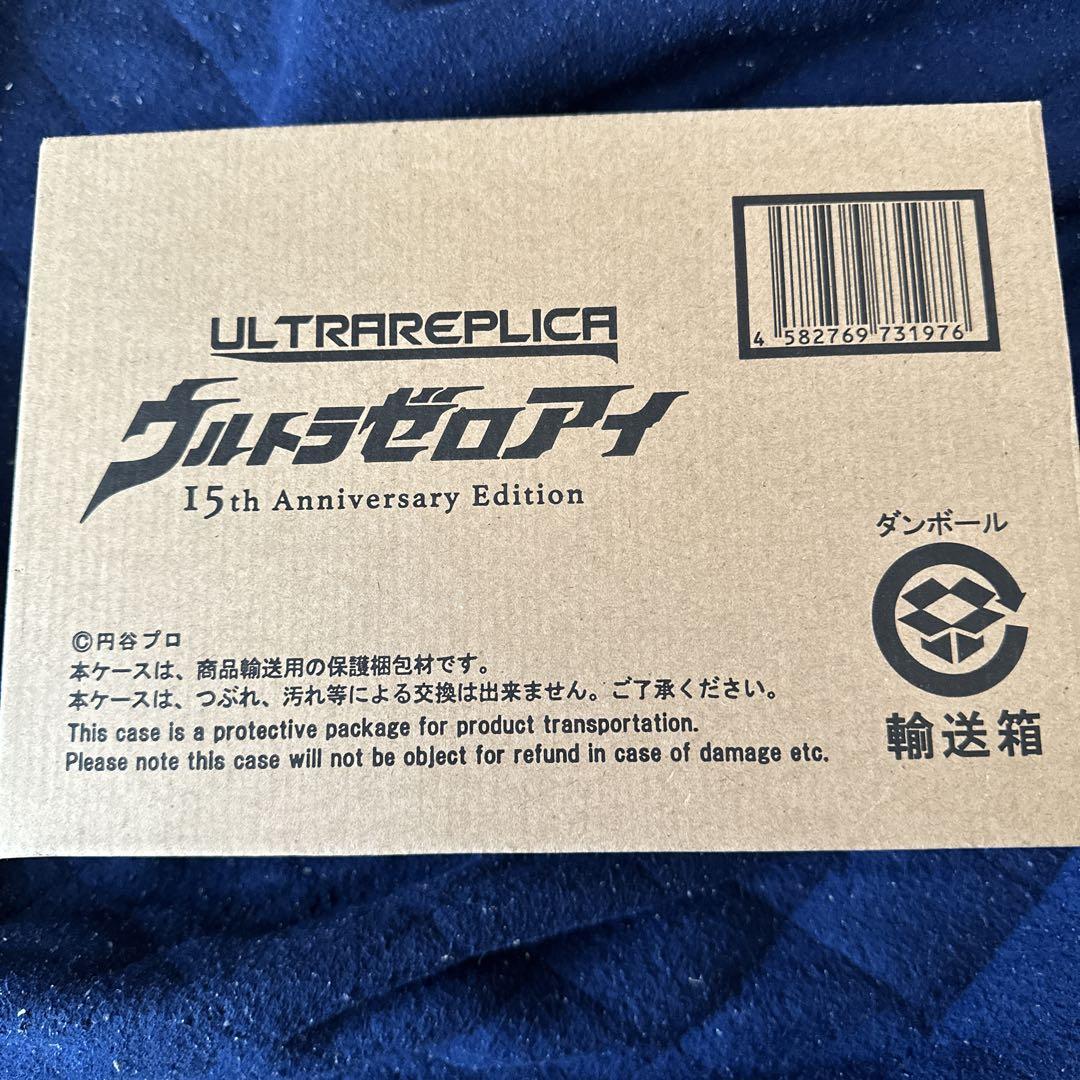 4 582769 731976
ULTRAREPLICA
ウルトラゼロアイ
15th Anniversary Edition
ダンボール
輸送箱
©円谷プロ
本ケースは、商品輸送用の保護梱包材です。
本ケースは、つぶれ、汚れ等による交換は出来ません。ご了承ください。
This case is a protective package for product transportation.
Please note this case will not be object for refund in case of damage etc.